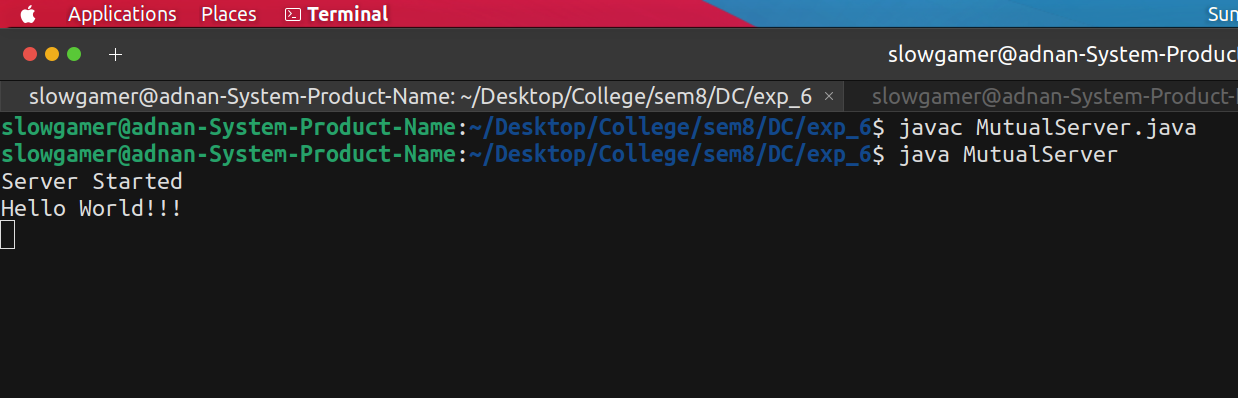 Applications Places Terminal Sun
slowgamer@adnan-System-Product
slowgamer@adnan-System-Product-Name: ~/Desktop/College/sem8/DC/exp_6 × slowgamer@adnan-System-Product-
slowgamer@adnan-System-Product-Name:~/Desktop/College/sem8/DC/exp_6$ javac MutualServer.java
slowgamer@adnan-System-Product-Name:~/Desktop/College/sem8/DC/exp_6$ java MutualServer
Server Started
Hello World!!!